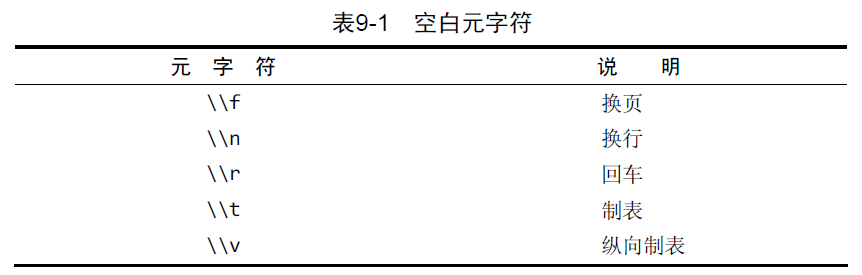 表9-1 空白元字符
元 字 符 说 明
\\f 换页
\\n 换行
\\r 回车
\\t 制表
\\v 纵向制表